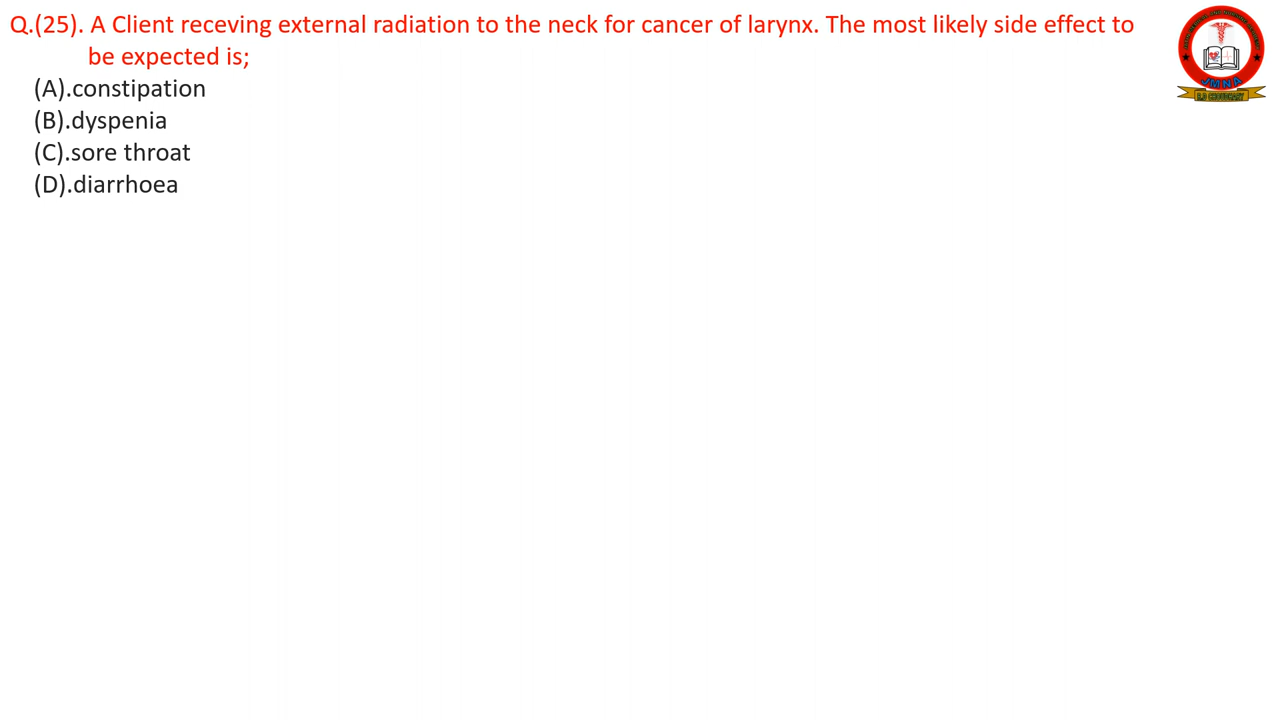 Q.(25). A Client receving external radiation to the neck for cancer of larynx. The most likely side effect to
be expected is;
(A).constipation
(B).dyspenia
(C).sore throat
(D).diarrhoea
JMNA